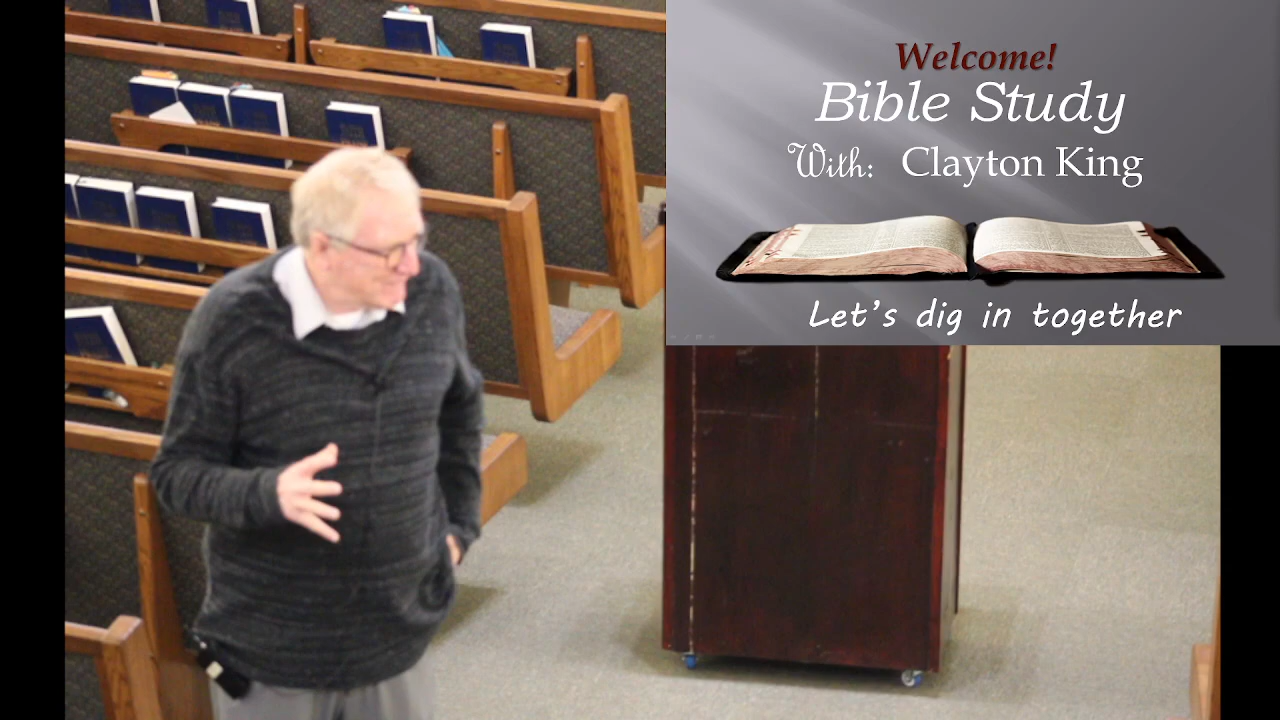 Welcome!
Bible Study
With: Clayton King
Let's dig in together